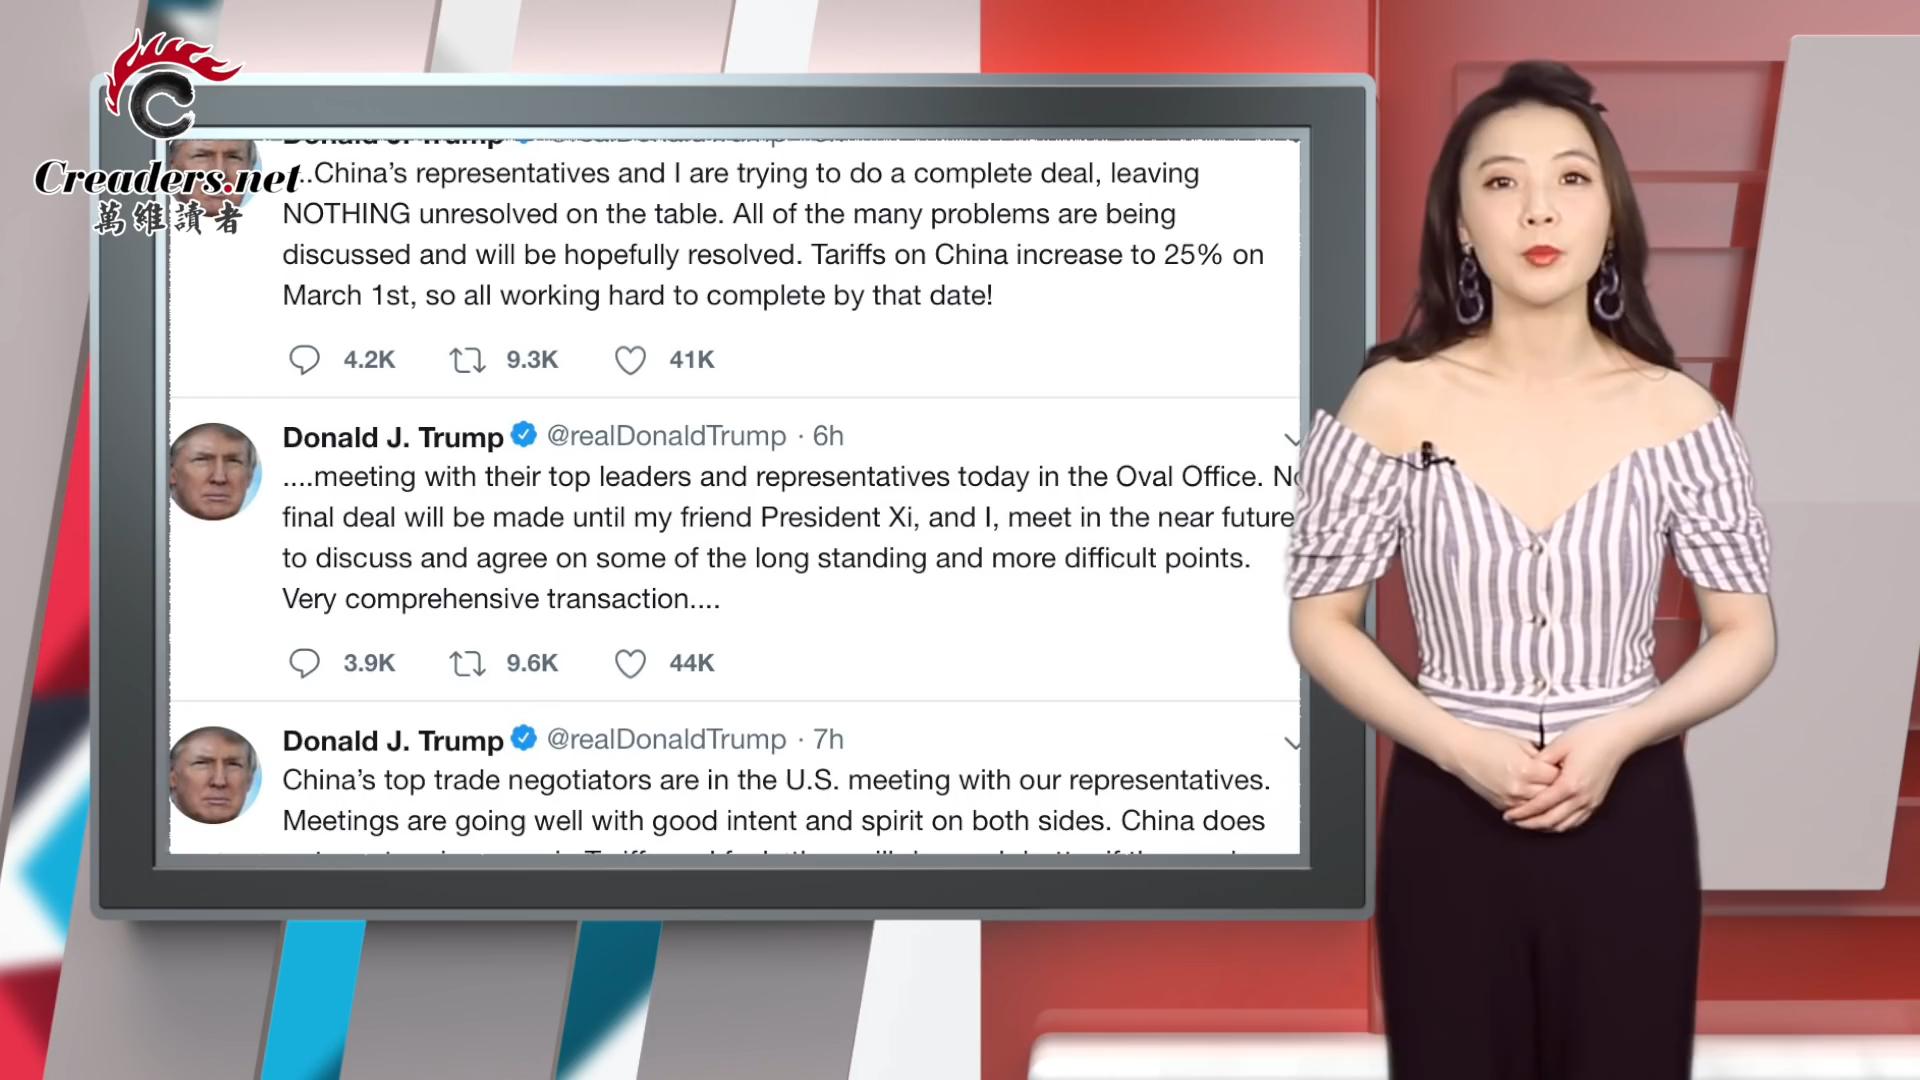 Creaders.net
萬維讀者
Donald J. Trump
...China's representatives and I are trying to do a complete deal, leaving
NOTHING unresolved on the table. All of the many problems are being
discussed and will be hopefully resolved. Tariffs on China increase to 25% on
March 1st, so all working hard to complete by that date!
4.2K 9.3K 41K
Donald J. Trump @realDonaldTrump · 6h
....meeting with their top leaders and representatives today in the Oval Office. No
final deal will be made until my friend President Xi, and I, meet in the near future
to discuss and agree on some of the long standing and more difficult points.
Very comprehensive transaction....
3.9K 9.6K 44K
Donald J. Trump @realDonaldTrump · 7h
China's top trade negotiators are in the U.S. meeting with our representatives.
Meetings are going well with good intent and spirit on both sides. China does